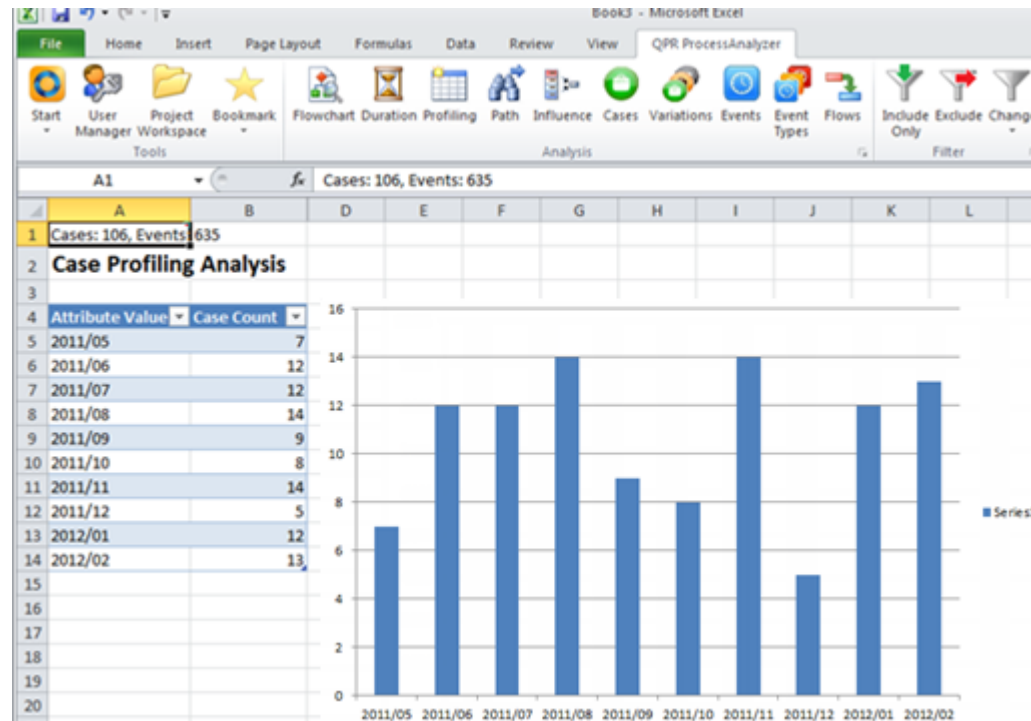 Book3 - Microsoft Excel
File Home Insert Page Layout Formulas Data Review View QPR ProcessAnalyzer
Start User Manager Project Workspace Bookmark Flowchart Duration Profiling Path Influence Cases Variations Events Event Types Flows Include Only Exclude Chang
Tools Analysis Filter
A1 fx Cases: 106, Events: 635
A B D E F G H I J K L
1 Cases: 106, Events: 635
2 Case Profiling Analysis
3
4 Attribute Value Case Count
5 2011/05 7
6 2011/06 12
7 2011/07 12
8 2011/08 14
9 2011/09 9
10 2011/10 8
11 2011/11 14
12 2011/12 5
13 2012/01 12
14 2012/02 13
15
16
17
18
19
20
16
14
12
10
8
6
4
2
0
2011/05 2011/06 2011/07 2011/08 2011/09 2011/10 2011/11 2011/12 2012/01 2012/02
Series